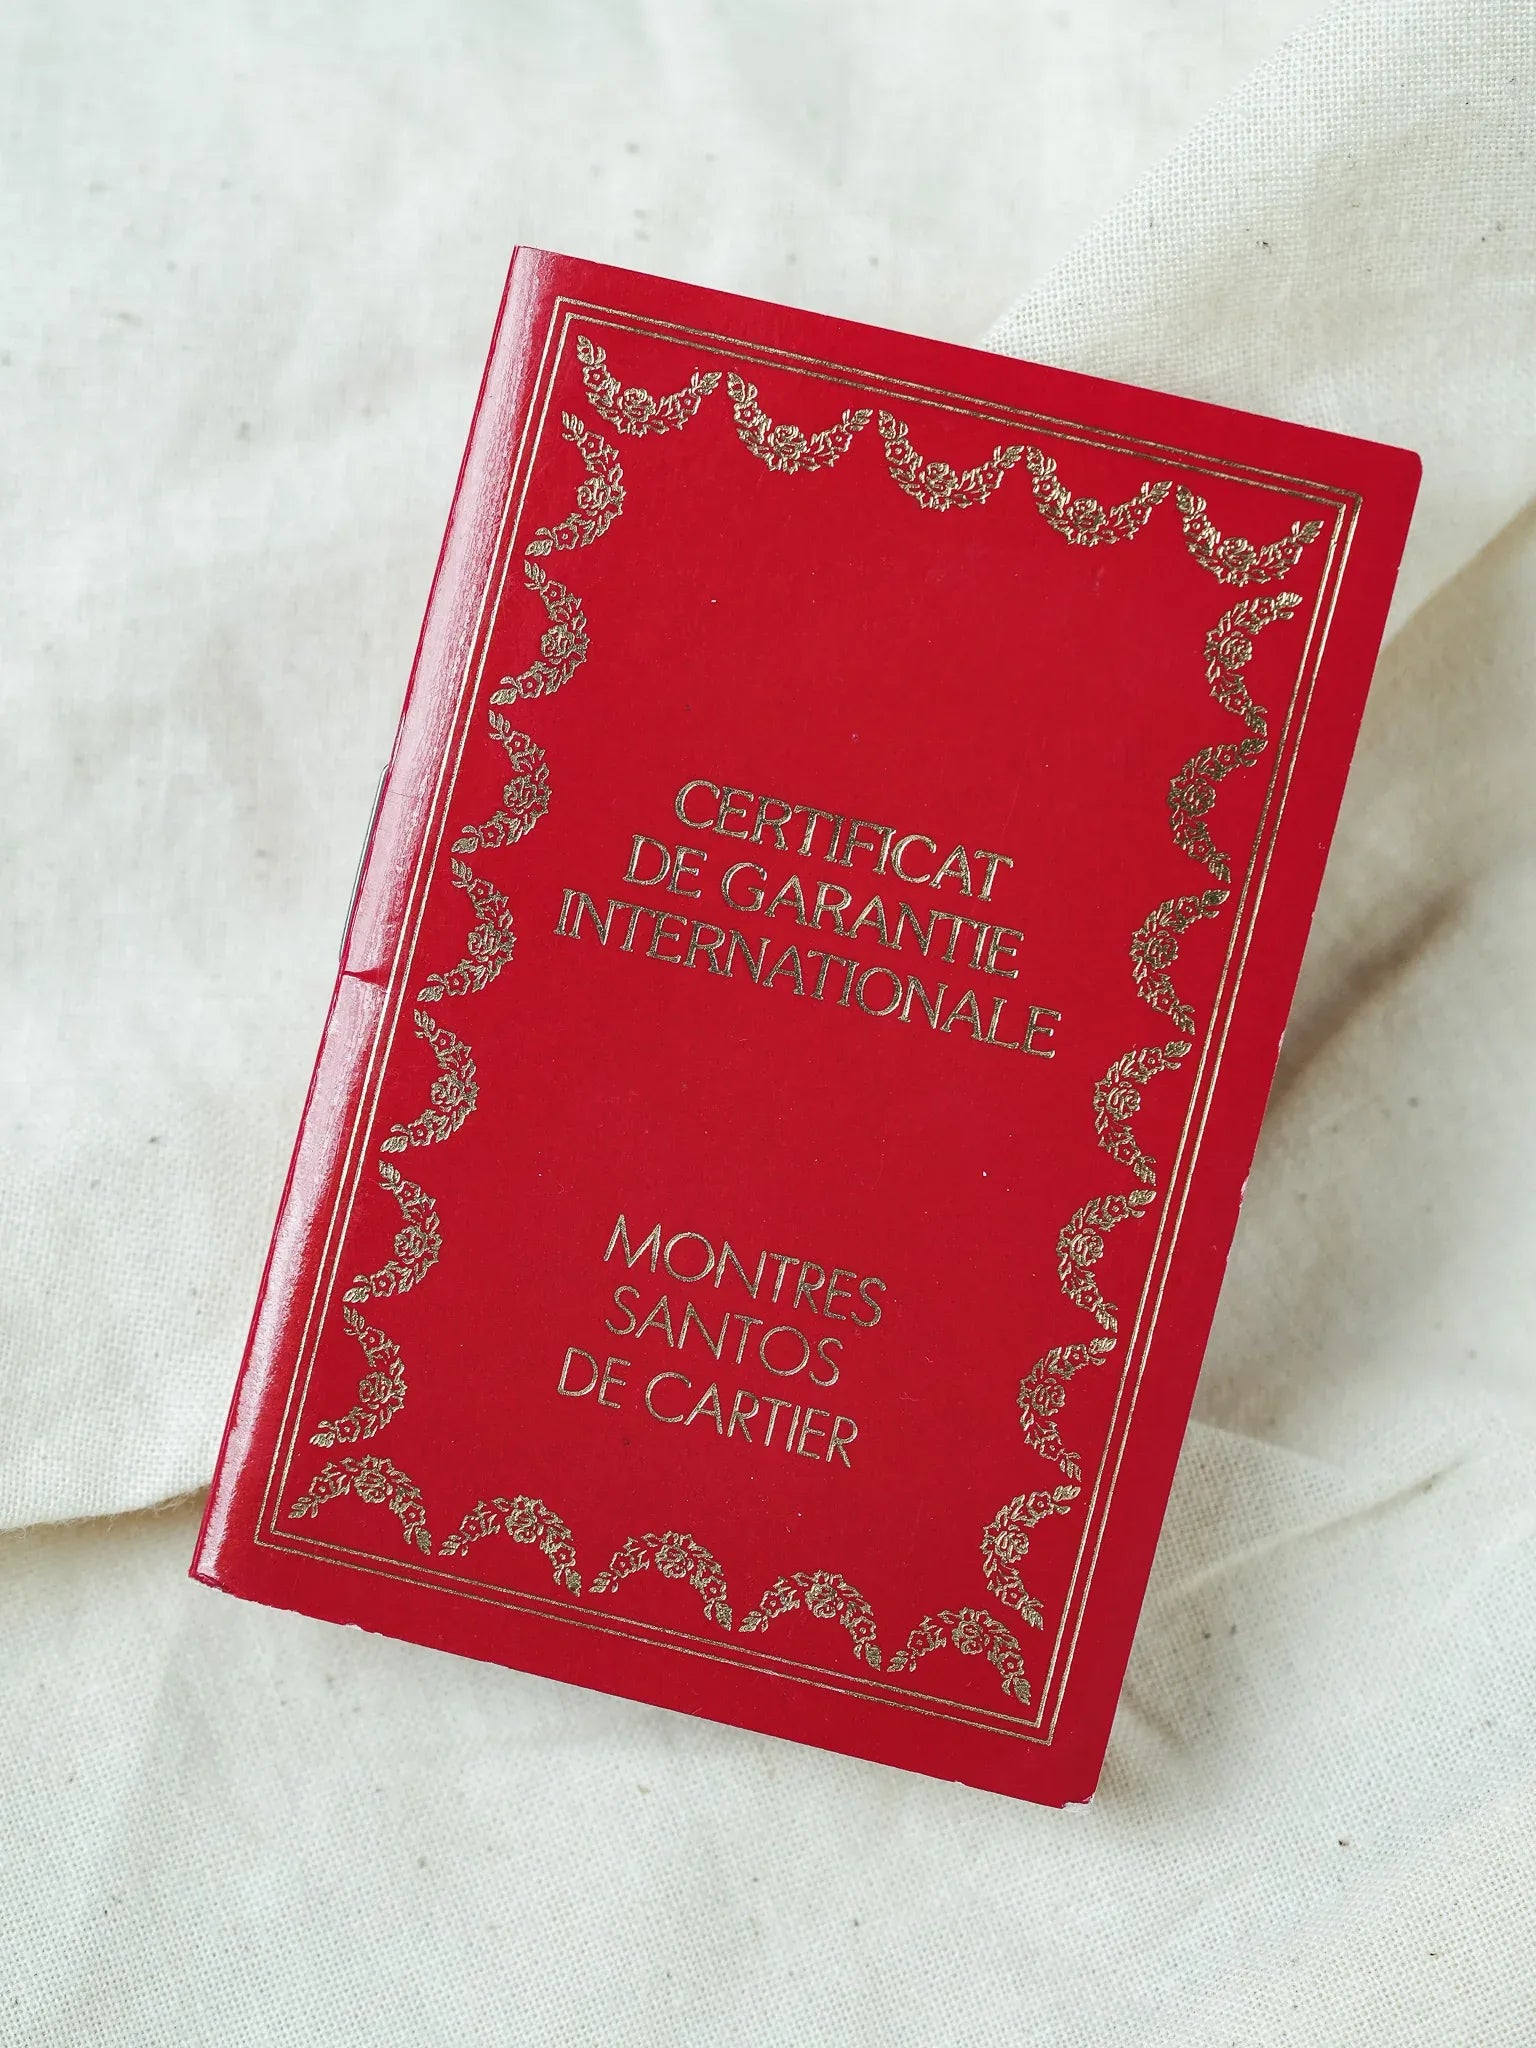 CERTIFICAT
DE GARANTIE
INTERNATIONALE
MONTRES
SANTOS
DE CARTIER